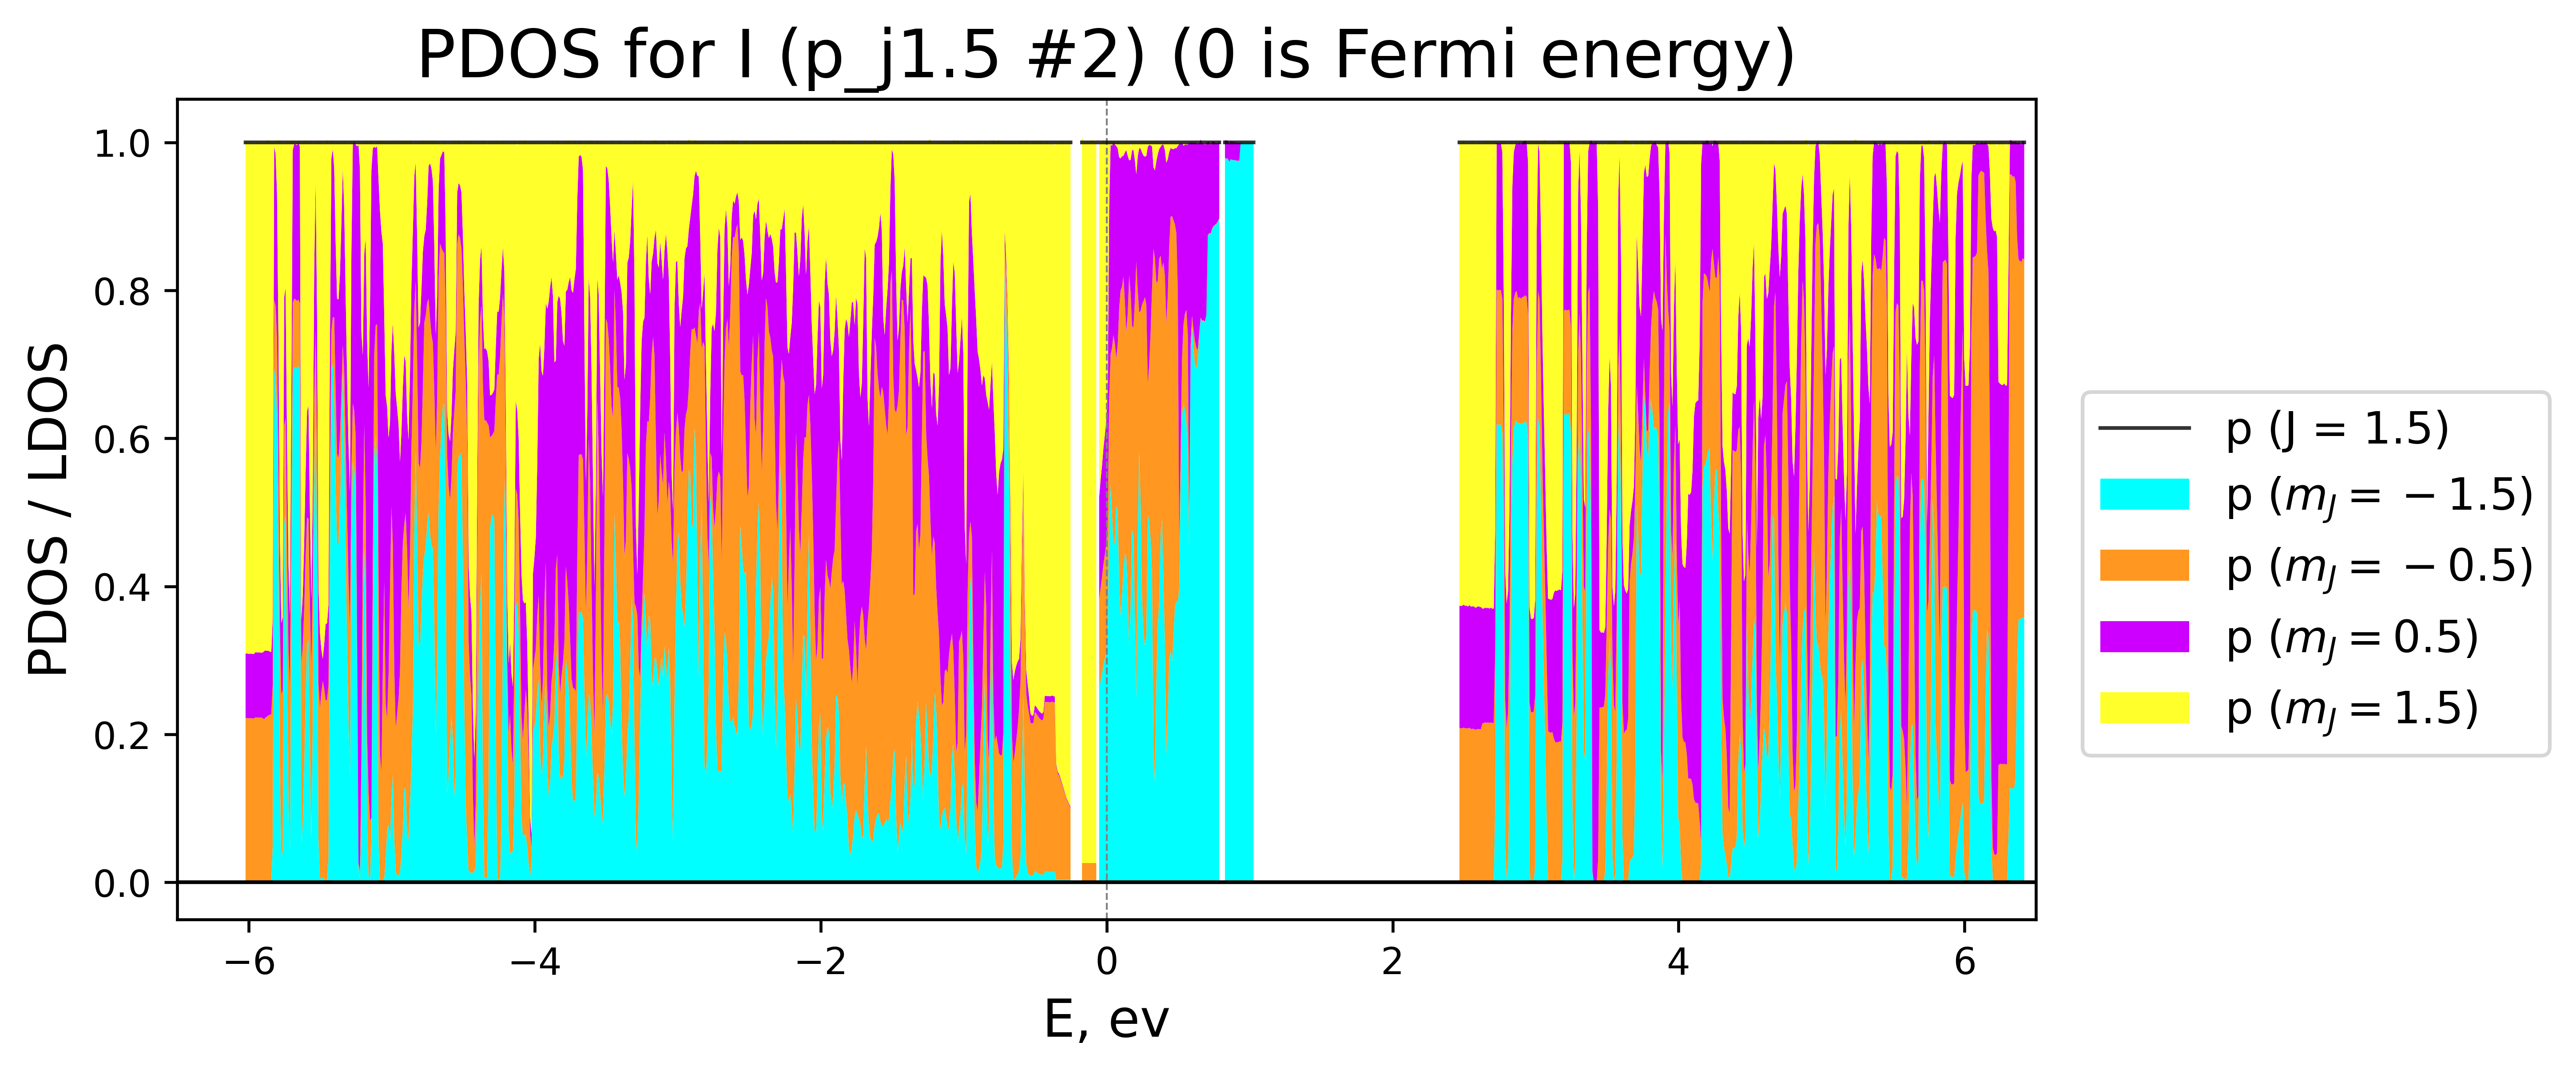 PDOS for I (p_j1.5 #2) (0 is Fermi energy)
PDOS / LDOS
1.0
0.8
0.6
0.4
0.2
0.0
−6
−4
−2
0
2
4
6
E, ev
p (J = 1.5)
p (m_J = −1.5)
p (m_J = −0.5)
p (m_J = 0.5)
p (m_J = 1.5)